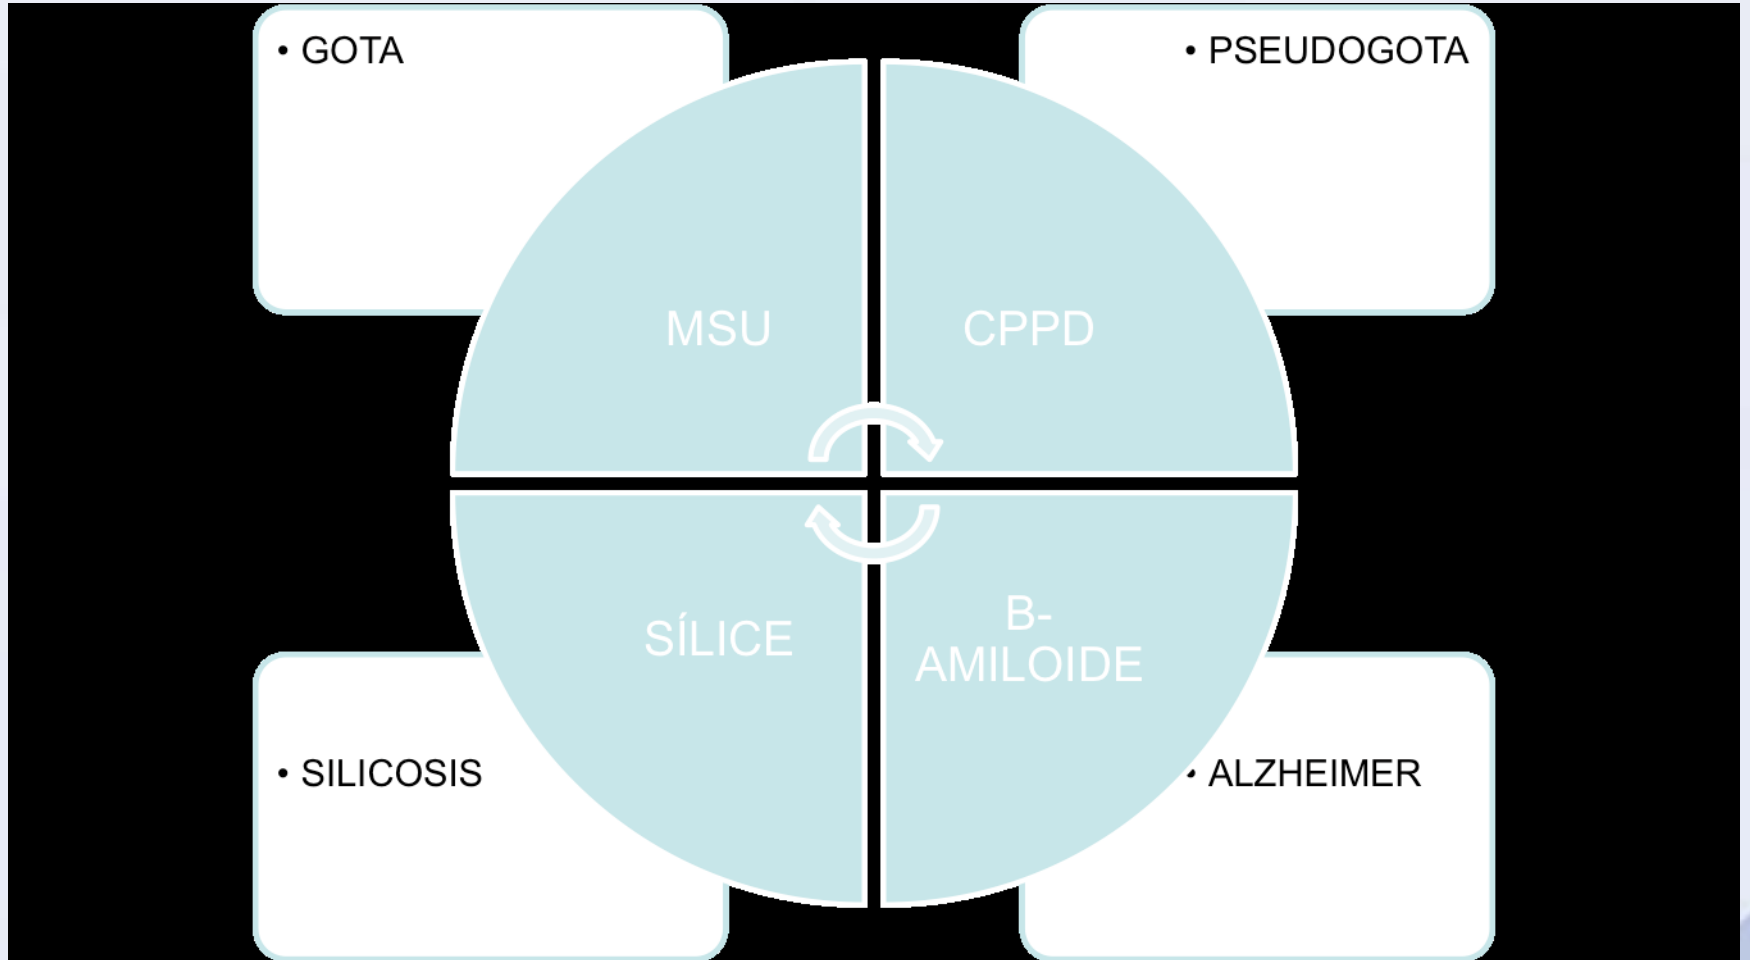 • GOTA
• PSEUDOGOTA
MSU
CPPD
SÍLICE
B-
AMILOIDE
• SILICOSIS
• ALZHEIMER